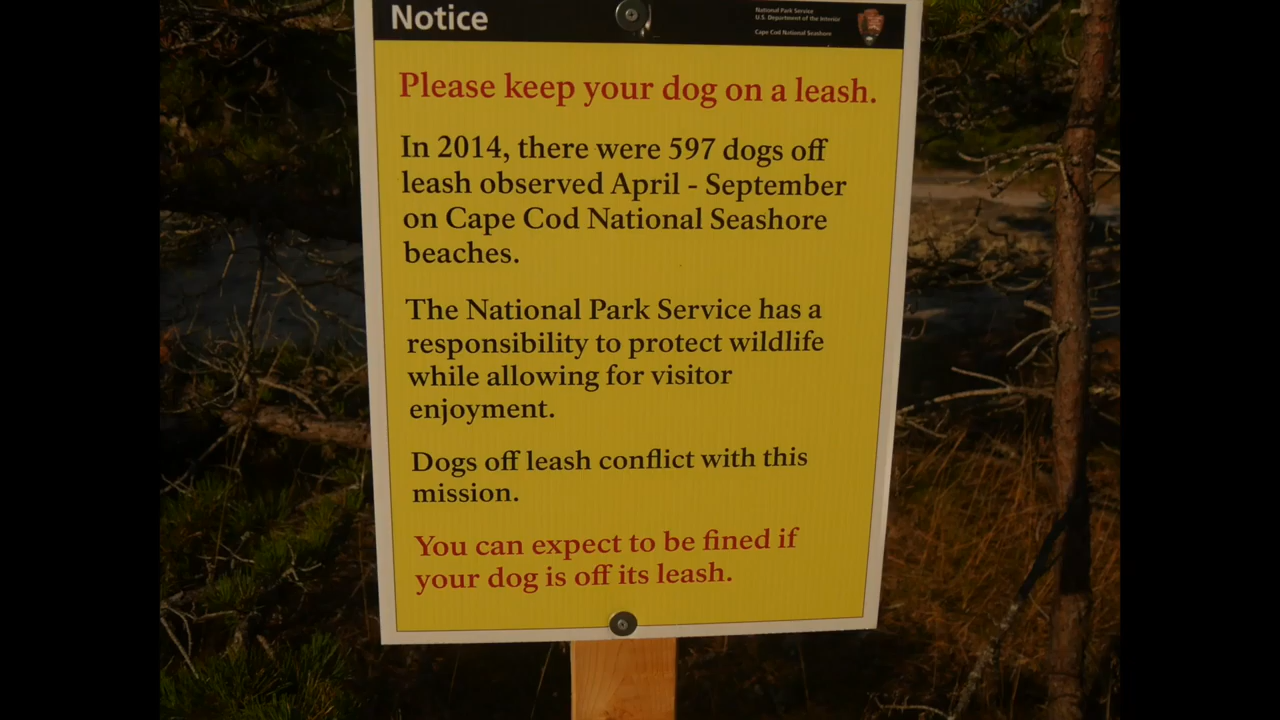 Notice
National Park Service
U.S. Department of the Interior
Cape Cod National Seashore
Please keep your dog on a leash.
In 2014, there were 597 dogs off
leash observed April - September
on Cape Cod National Seashore
beaches.
The National Park Service has a
responsibility to protect wildlife
while allowing for visitor
enjoyment.
Dogs off leash conflict with this
mission.
You can expect to be fined if
your dog is off its leash.